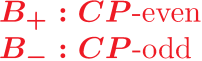 B₊ : CP-even
B₋ : CP-odd